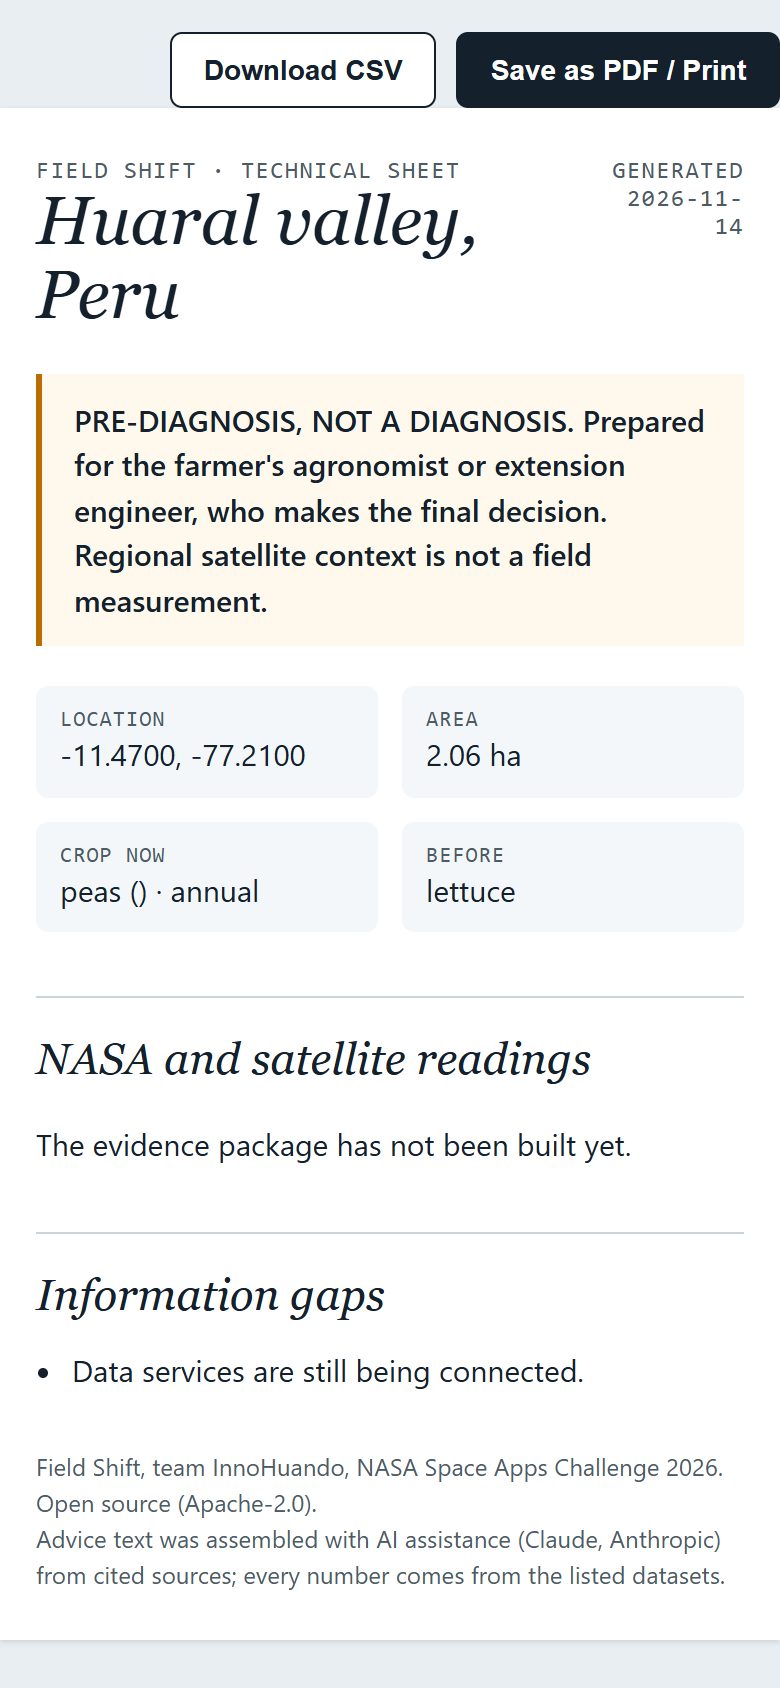 Download CSV
Save as PDF / Print
FIELD SHIFT · TECHNICAL SHEET
GENERATED
2026-11-
14
Huaral valley,
Peru
PRE-DIAGNOSIS, NOT A DIAGNOSIS. Prepared
for the farmer's agronomist or extension
engineer, who makes the final decision.
Regional satellite context is not a field
measurement.
LOCATION
-11.4700, -77.2100
AREA
2.06 ha
CROP NOW
peas () · annual
BEFORE
lettuce
NASA and satellite readings
The evidence package has not been built yet.
Information gaps
• Data services are still being connected.
Field Shift, team InnoHuando, NASA Space Apps Challenge 2026.
Open source (Apache-2.0).
Advice text was assembled with AI assistance (Claude, Anthropic)
from cited sources; every number comes from the listed datasets.